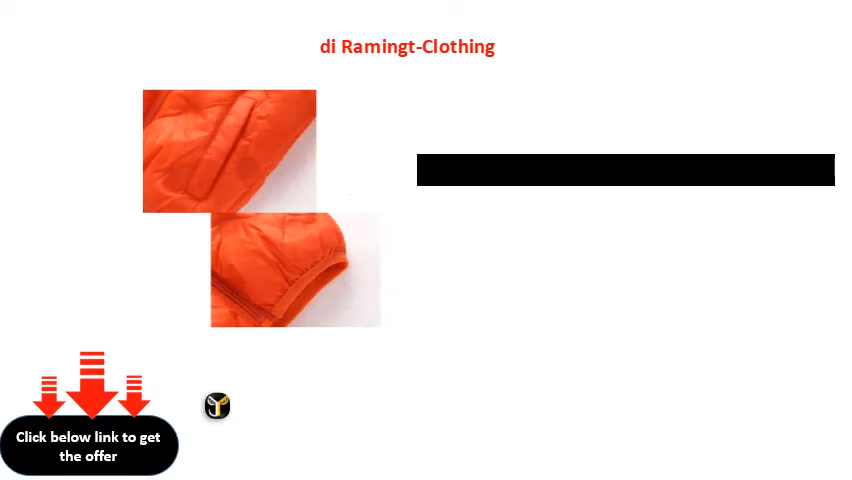 di Ramingt-Clothing
Click below link to get
the offer